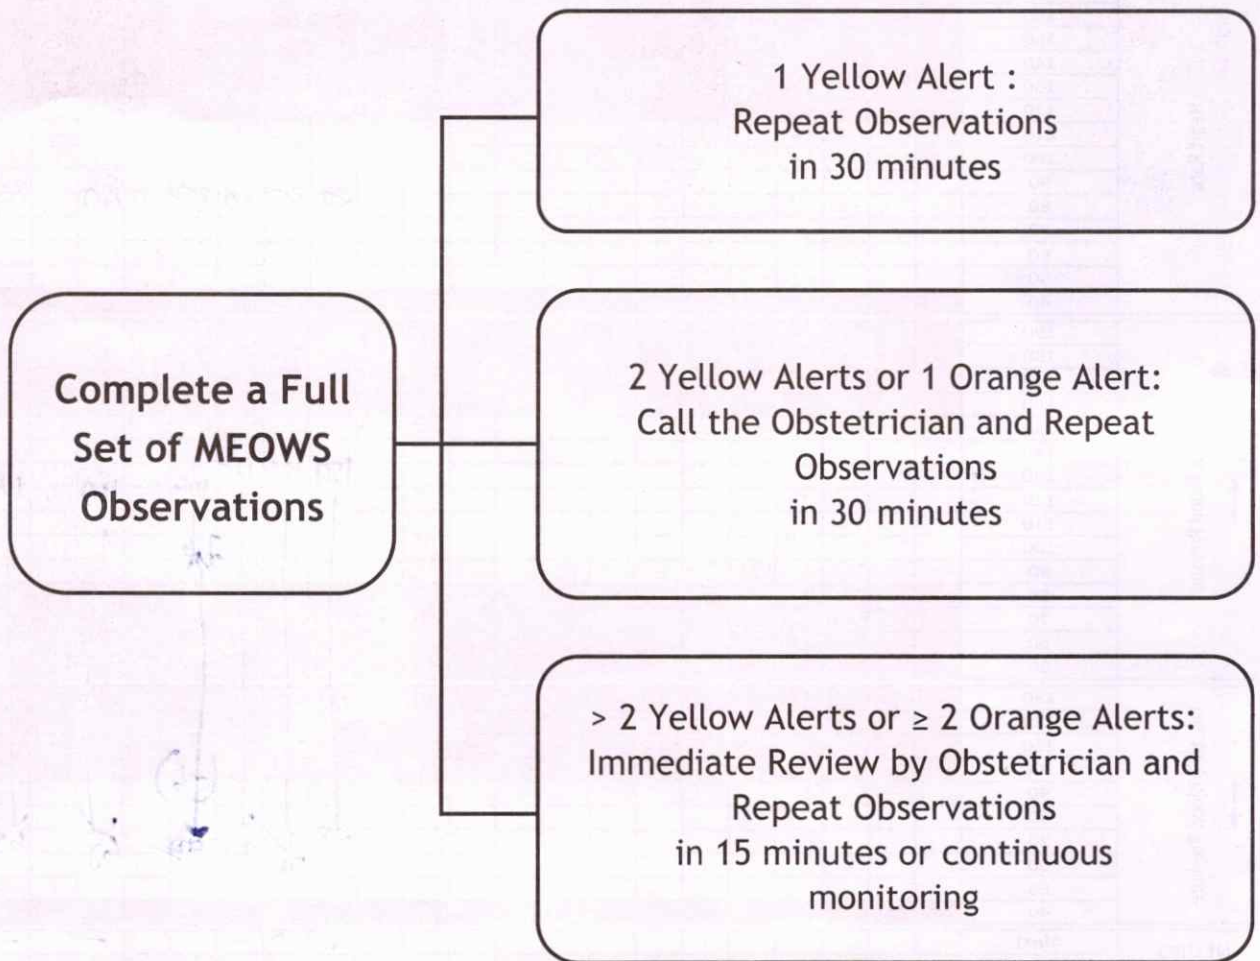 1 Yellow Alert :
Repeat Observations
in 30 minutes
Complete a Full
Set of MEOWS
Observations
2 Yellow Alerts or 1 Orange Alert:
Call the Obstetrician and Repeat
Observations
in 30 minutes
> 2 Yellow Alerts or ≥ 2 Orange Alerts:
Immediate Review by Obstetrician and
Repeat Observations
in 15 minutes or continuous
monitoring